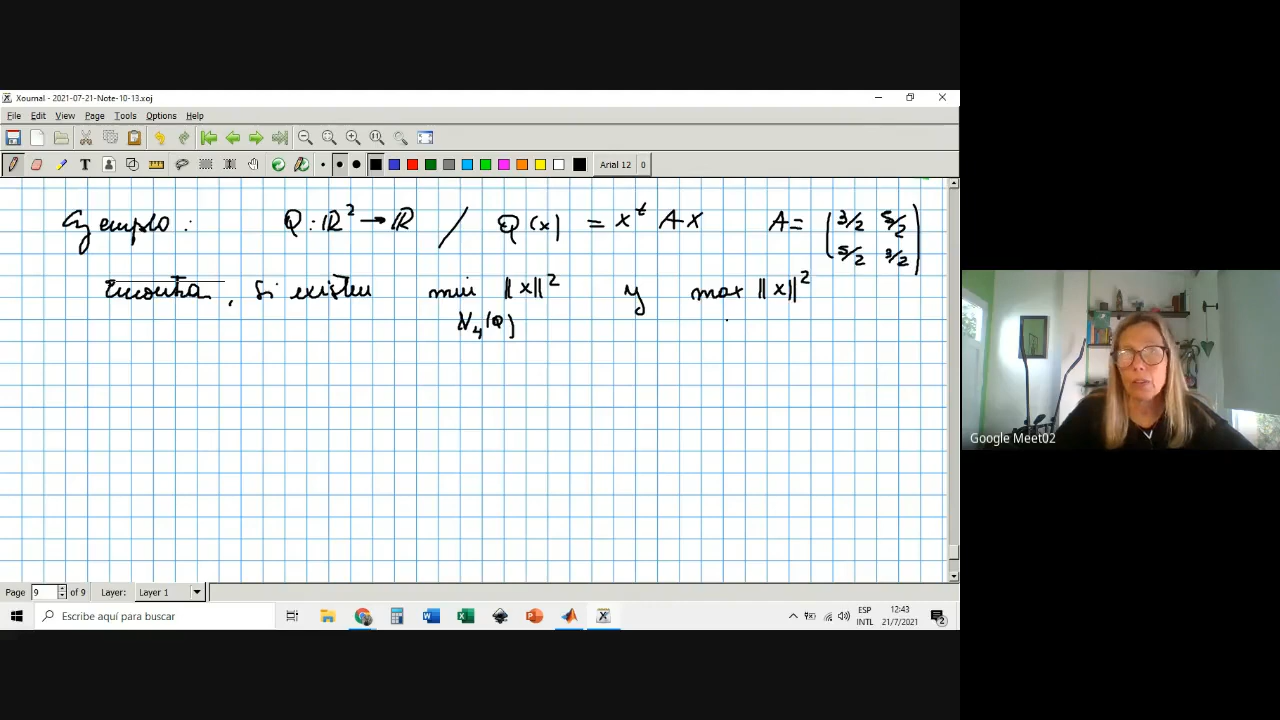 Xournal - 2021-07-21-Note-10-13.xoj
File Edit View Page Tools Options Help
Arial 12 0
Ejemplo: Q: ℝ² → ℝ / Q(x) = xᵗ A x A = (3/2 5/2
5/2 3/2)
Encontrar, si existen min ||x||² y max ||x||²
N₄(Q)
Google Meet02
Page 9 of 9 Layer: Layer 1
Escribe aquí para buscar
ESP 12:43
INTL 21/7/2021
2